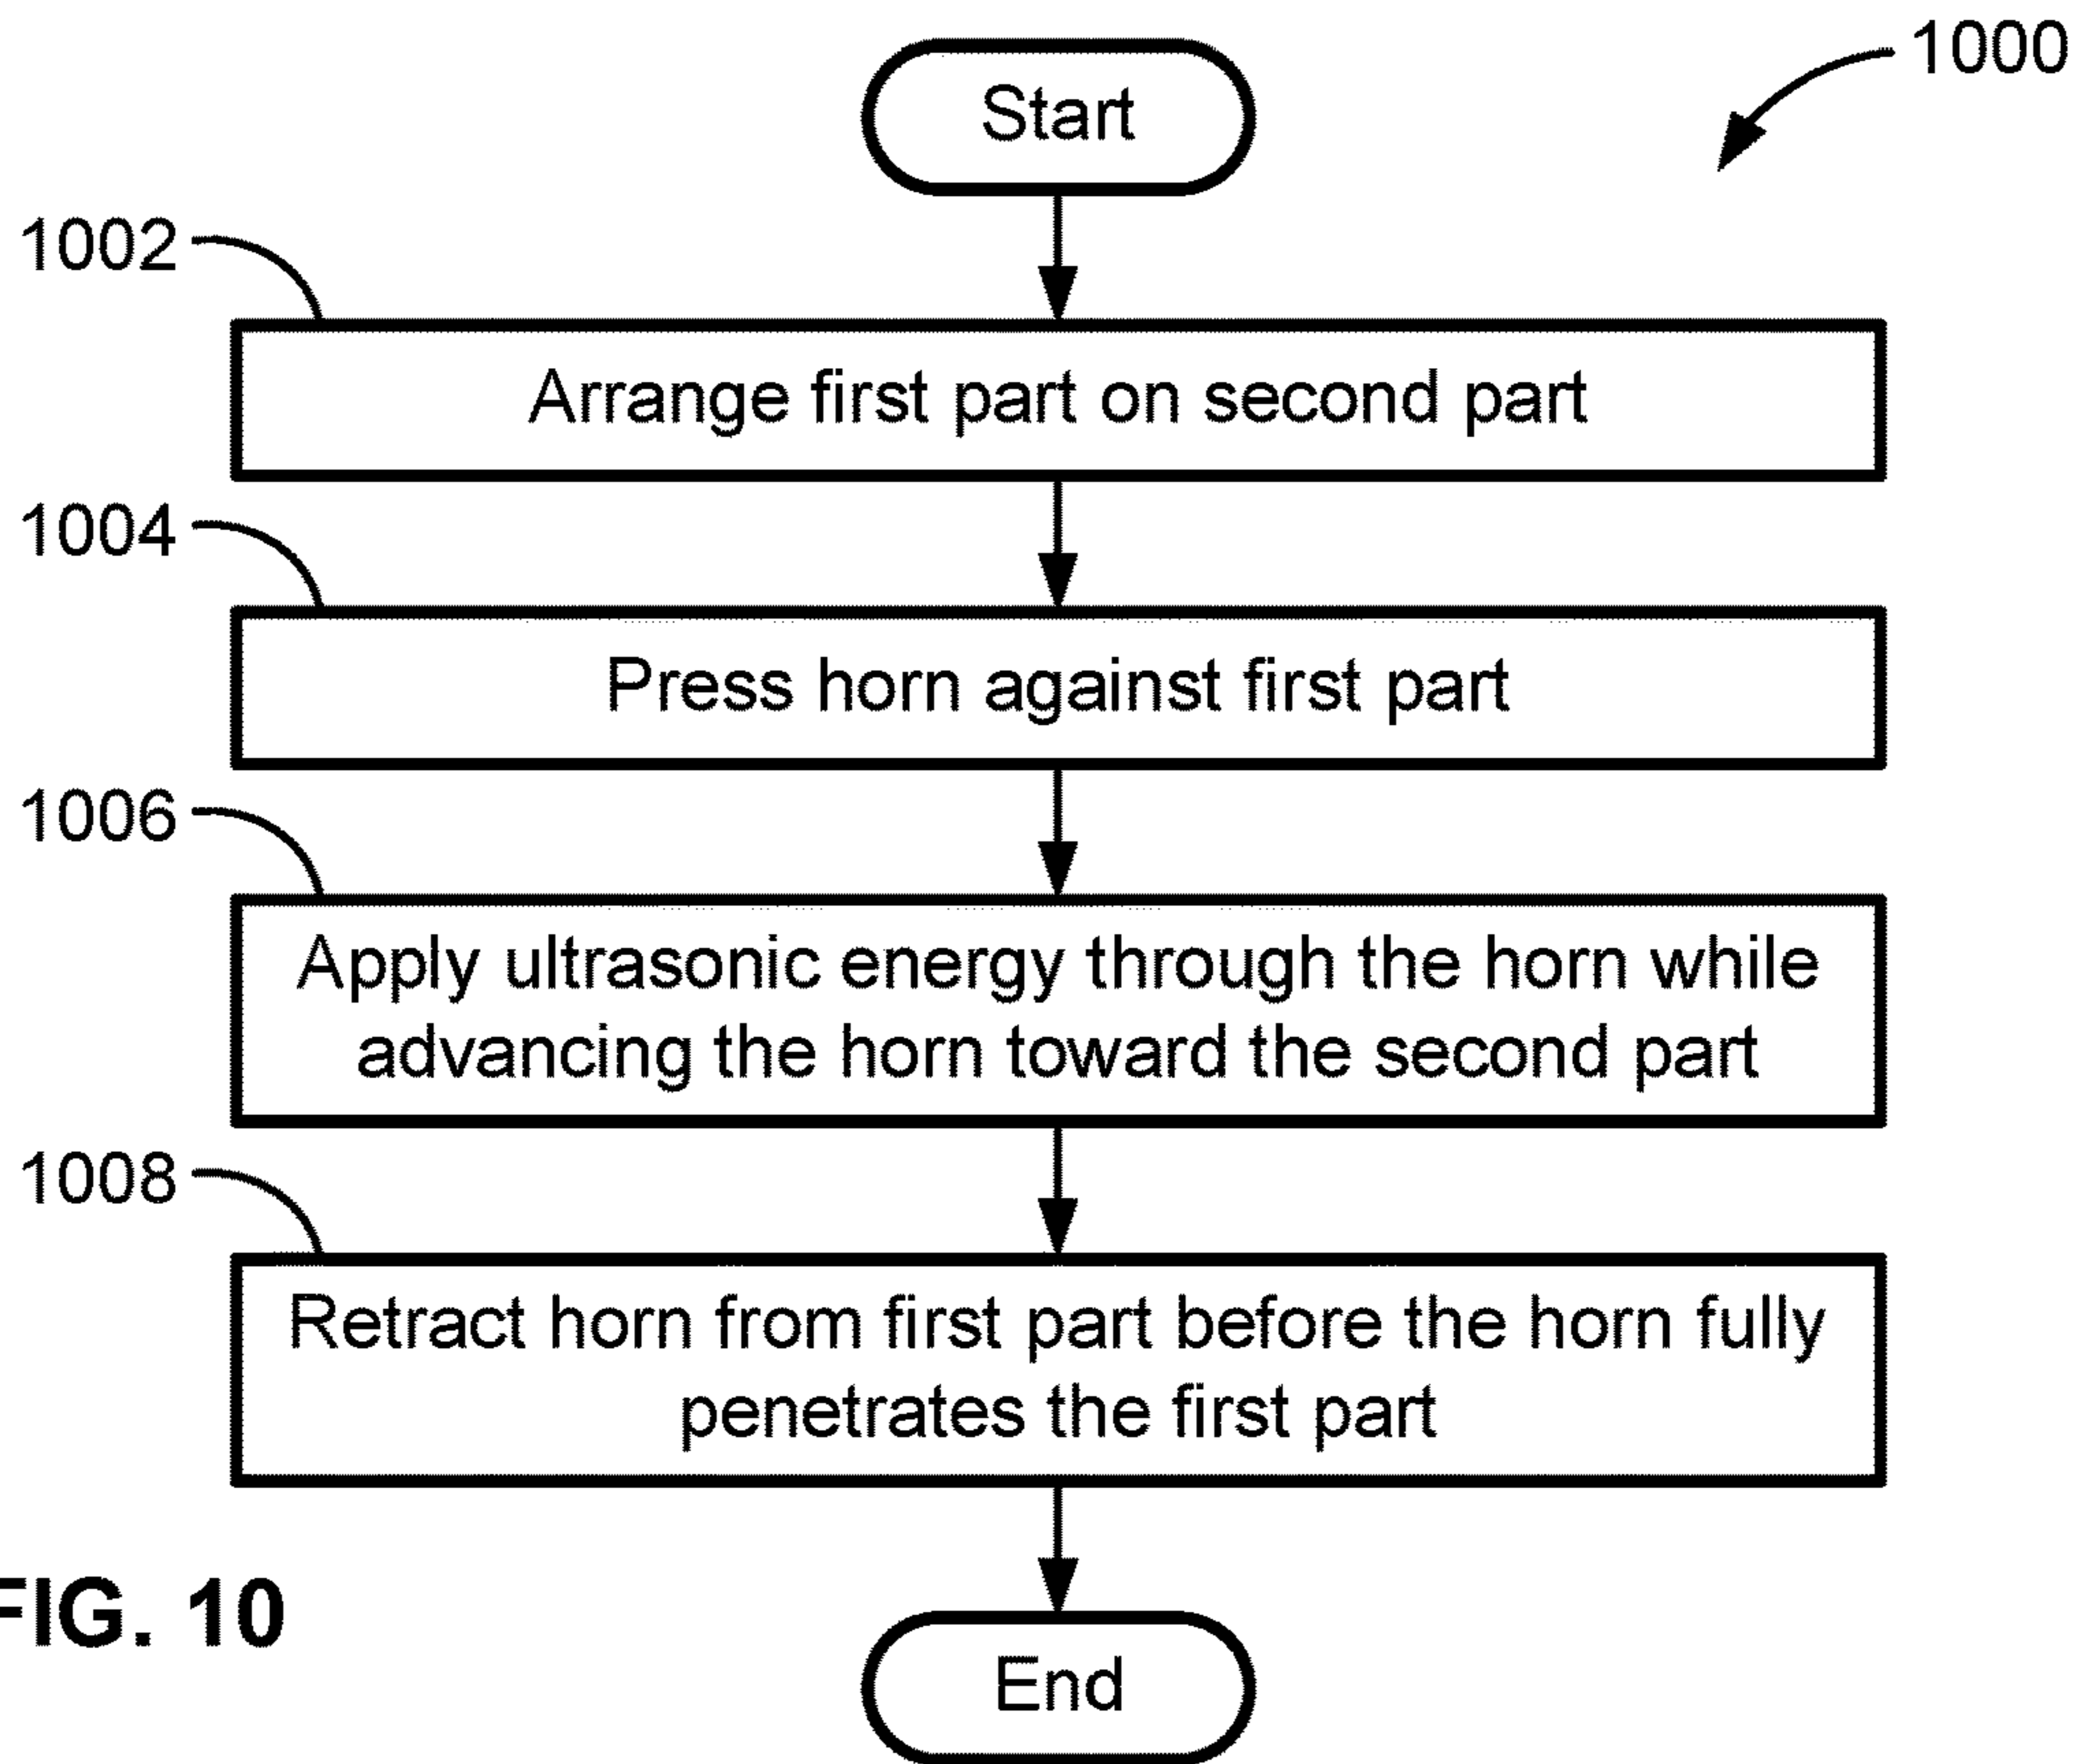 1000
Start
1002
Arrange first part on second part
1004
Press horn against first part
1006
Apply ultrasonic energy through the horn while
advancing the horn toward the second part
1008
Retract horn from first part before the horn fully
penetrates the first part
FIG. 10
End